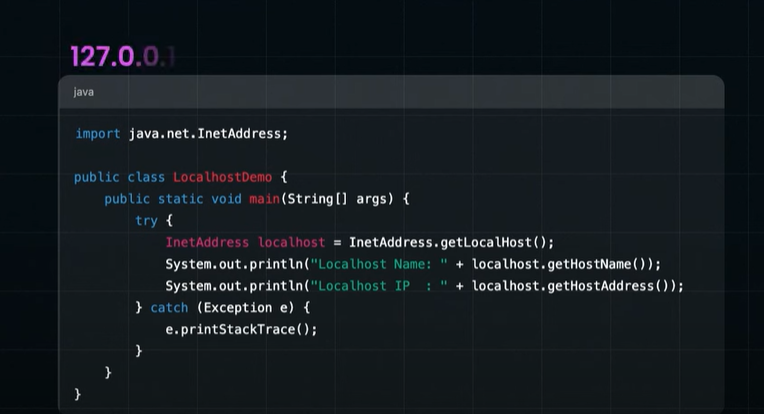 127.0.0.1
java
import java.net.InetAddress;
public class LocalhostDemo {
    public static void main(String[] args) {
        try {
            InetAddress localhost = InetAddress.getLocalHost();
            System.out.println("Localhost Name: " + localhost.getHostName());
            System.out.println("Localhost IP  : " + localhost.getHostAddress());
        } catch (Exception e) {
            e.printStackTrace();
        }
    }
}